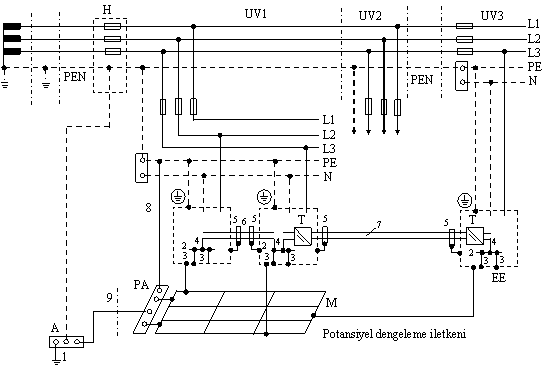 H UV1 UV2 UV3
L1
L2
L3
PEN PEN PE
N
L1
L2
L3
PE
N
8
T T
5 6 5 5 7 5
4 4 4
2 2 2
3 3 3 3 3 3
EE
PA
9 M
A
1
Potansiyel dengeleme iletkeni